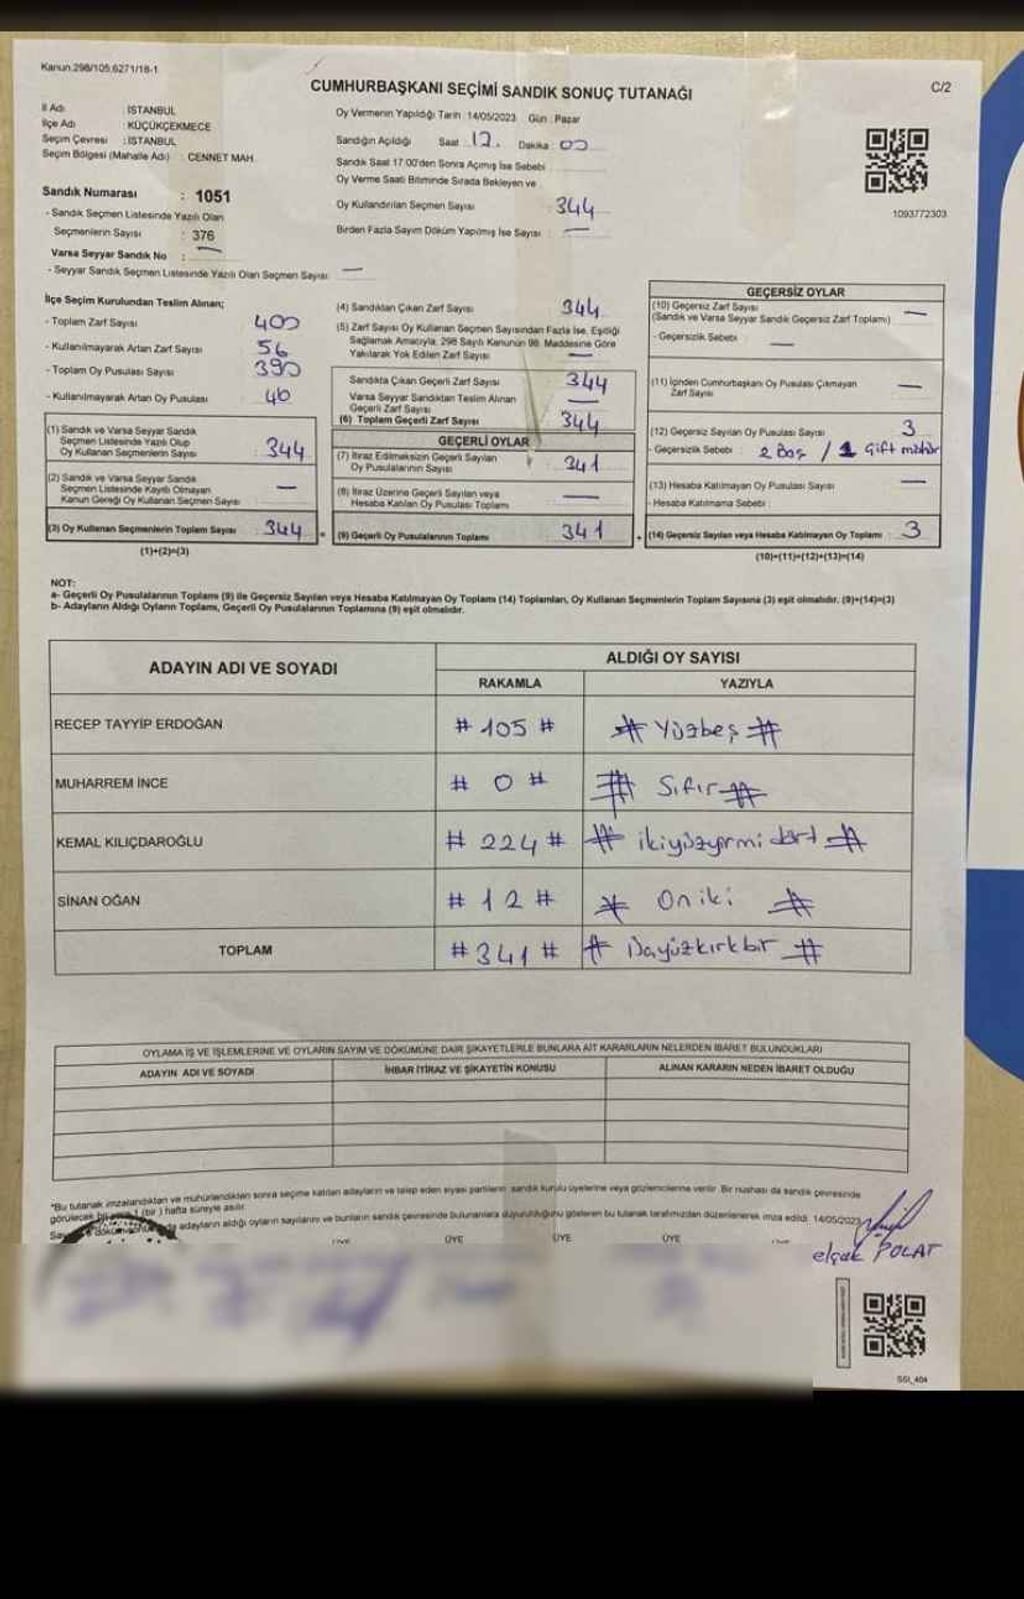 Kanun.298/105,6271/18-1
CUMHURBAŞKANI SEÇİMİ SANDIK SONUÇ TUTANAĞI
C/2
İl Adı : İSTANBUL
İlçe Adı : KÜÇÜKÇEKMECE
Seçim Çevresi : İSTANBUL
Seçim Bölgesi (Mahalle Adı) : CENNET MAH.
Sandık Numarası : 1051
- Sandık Seçmen Listesinde Yazılı Olan
Seçmenlerin Sayısı : 376
Varsa Seyyar Sandık No : —
- Seyyar Sandık Seçmen Listesinde Yazılı Olan Seçmen Sayısı: —
Oy Vermenin Yapıldığı Tarih :14/05/2023 Gün : Pazar
Sandığın Açıldığı Saat 17. Dakika : 00
Sandık Saat 17.00'den Sonra Açımış İse Sebebi
Oy Verme Saati Bitiminde Sırada Bekleyen ve
Oy Kullandırılan Seçmen Sayısı : 344
Birden Fazla Sayım Döküm Yapılmış İse Sayısı : —
1093772303
İlçe Seçim Kurulundan Teslim Alınan;
- Toplam Zarf Sayısı 400
- Kullanılmayarak Artan Zarf Sayısı 56
- Toplam Oy Pusulası Sayısı 390
- Kullanılmayarak Artan Oy Pusulası 46
(1) Sandık ve Varsa Seyyar Sandık
Seçmen Listesinde Yazılı Olup
Oy Kullanan Seçmenlerin Sayısı : 344
(2) Sandık ve Varsa Seyyar Sandık
Seçmen Listesinde Kayıtlı Olmayan
Kanun Gereği Oy Kullanan Seçmen Sayısı : —
(3) Oy Kullanan Seçmenlerin Toplam Sayısı : 344
(1)+(2)=(3)
(4) Sandıktan Çıkan Zarf Sayısı 344
(5) Zarf Sayısı Oy Kullanan Seçmen Sayısından Fazla İse, Eşitliği
Sağlamak Amacıyla, 298 Sayılı Kanunun 98. Maddesine Göre
Yakılarak Yok Edilen Zarf Sayısı —
Sandıkta Çıkan Geçerli Zarf Sayısı 344
Varsa Seyyar Sandıktan Teslim Alınan
Geçerli Zarf Sayısı —
(6) Toplam Geçerli Zarf Sayısı 344
GEÇERLİ OYLAR
(7) İtiraz Edilmeksizin Geçerli Sayılan
Oy Pusulalarının Sayısı : 341
(8) İtiraz Üzerine Geçerli Sayılan veya
Hesaba Katılan Oy Pusulaları Toplamı : —
= (9) Geçerli Oy Pusulalarının Toplamı : 341
GEÇERSİZ OYLAR
(10) Geçersiz Zarf Sayısı
(Sandık ve Varsa Seyyar Sandık Geçersiz Zarf Toplamı) —
- Geçersizlik Sebebi : —
(11) İçinden Cumhurbaşkanı Oy Pusulası Çıkmayan
Zarf Sayısı : —
(12) Geçersiz Sayılan Oy Pusulası Sayısı : 3
- Geçersizlik Sebebi : 2 Boş / 1 Çift mühür
(13) Hesaba Katılmayan Oy Pusulası Sayısı : —
- Hesaba Katılmama Sebebi :
+ (14) Geçersiz Sayılan veya Hesaba Katılmayan Oy Toplamı : 3
(10)+(11)+(12)+(13)=(14)
NOT:
a- Geçerli Oy Pusulalarının Toplamı (9) ile Geçersiz Sayılan veya Hesaba Katılmayan Oy Toplamı (14) Toplamları, Oy Kullanan Seçmenlerin Toplam Sayısına (3) eşit olmalıdır. (9)+(14)=(3)
b- Adayların Aldığı Oyların Toplamı, Geçerli Oy Pusulalarının Toplamına (9) eşit olmalıdır.
ADAYIN ADI VE SOYADI
ALDIĞI OY SAYISI
RAKAMLA YAZIYLA
RECEP TAYYİP ERDOĞAN # 105 # # Yüzbeş #
MUHARREM İNCE # 0 # # Sıfır #
KEMAL KILIÇDAROĞLU # 224 # # ikiyüzyirmi dört #
SİNAN OĞAN # 12 # # Oniki #
TOPLAM # 341 # # Üçyüzkırkbir #
OYLAMA İŞ VE İŞLEMLERİNE VE OYLARIN SAYIM VE DÖKÜMÜNE DAİR ŞİKAYETLERLE BUNLARA AİT KARARLARIN NELERDEN İBARET BULUNDUKLARI
ADAYIN ADI VE SOYADI İHBAR İTİRAZ VE ŞİKAYETİN KONUSU ALINAN KARARIN NEDEN İBARET OLDUĞU
*Bu tutanak imzalandıktan ve mühürlendikten sonra seçime katılan adayların ve talep eden siyasi partilerin, sandık kurulu üyelerine veya gözlemcilerine verilir. Bir nüshası da sandık çevresinde
görülecek bir 1 (bir) hafta süreyle asılır.
adayların aldığı oyların sayılarını ve bunların sandık çevresinde bulunanlara duyurulduğunu gösteren bu tutanak tarafımızdan düzenlenerek imza edildi. 14/05/2023
ÜYE ÜYE ÜYE
POLAT
SSI_404